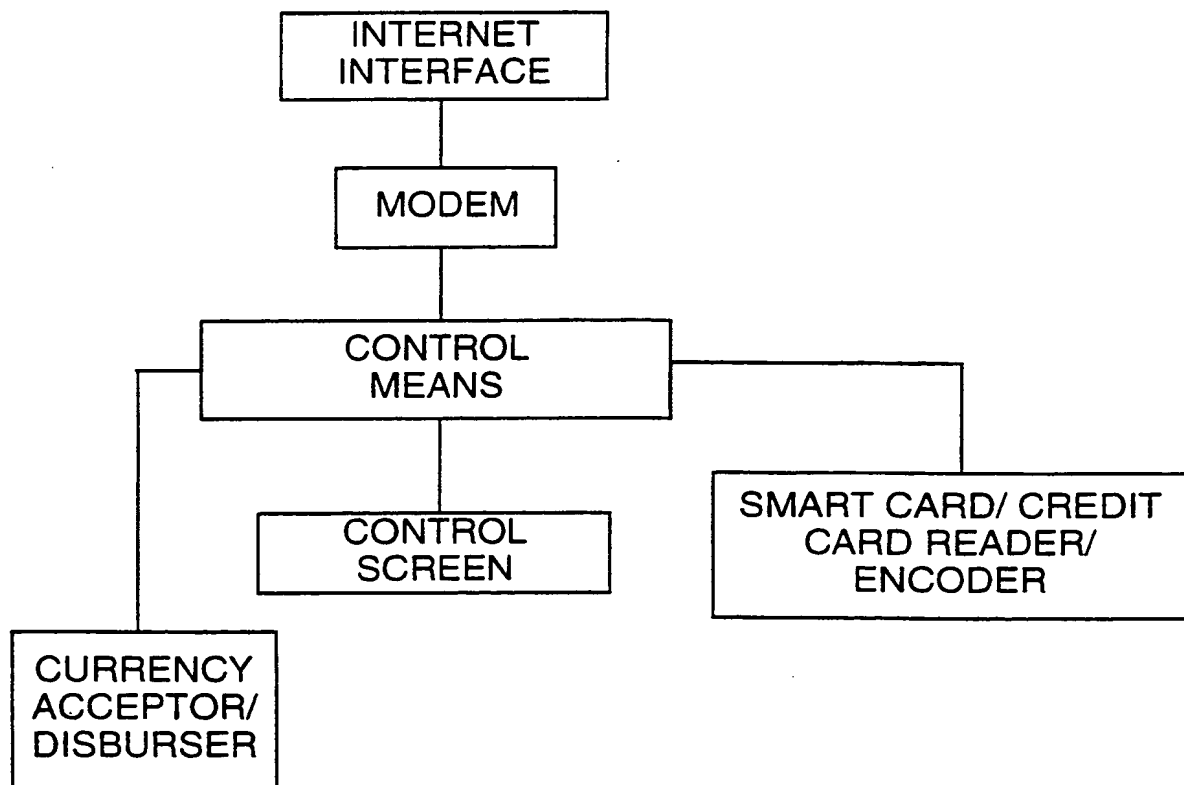 INTERNET
INTERFACE
MODEM
CONTROL
MEANS
CONTROL
SCREEN
SMART CARD/ CREDIT
CARD READER/
ENCODER
CURRENCY
ACCEPTOR/
DISBURSER